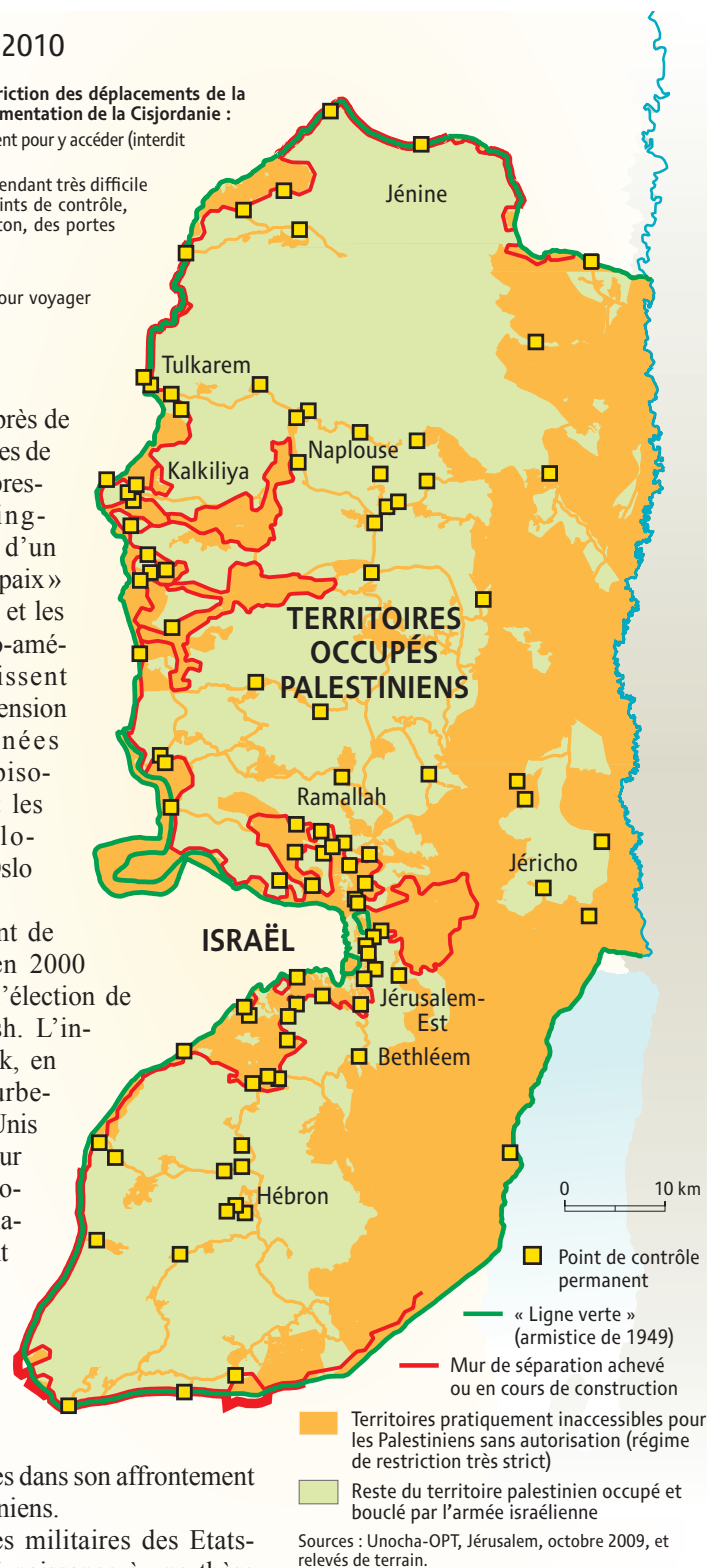 2010
riction des déplacements de la
mentation de la Cisjordanie :
ent pour y accéder (interdit
endant très difficile
ints de contrôle,
ton, des portes
our voyager
Jénine
Tulkarem
Naplouse
Kalkiliya
TERRITOIRES
OCCUPÉS
PALESTINIENS
Ramallah
Jéricho
ISRAËL
Jérusalem-
Est
Bethléem
Hébron
près de
es de
pres-
ing-
d’un
paix »
et les
o-amé-
issent
ension
nées
piso-
les
lo-
Oslo
nt de
en 2000
l’élection de
sh. L’in-
k, en
urbe-
Unis
ur
o-
a-
t
es dans son affrontement
niens.
es militaires des Etats-
0 10 km
Point de contrôle
permanent
« Ligne verte »
(armistice de 1949)
Mur de séparation achevé
ou en cours de construction
Territoires pratiquement inaccessibles pour
les Palestiniens sans autorisation (régime
de restriction très strict)
Reste du territoire palestinien occupé et
bouclé par l’armée israélienne
Sources : Unocha-OPT, Jérusalem, octobre 2009, et
relevés de terrain.